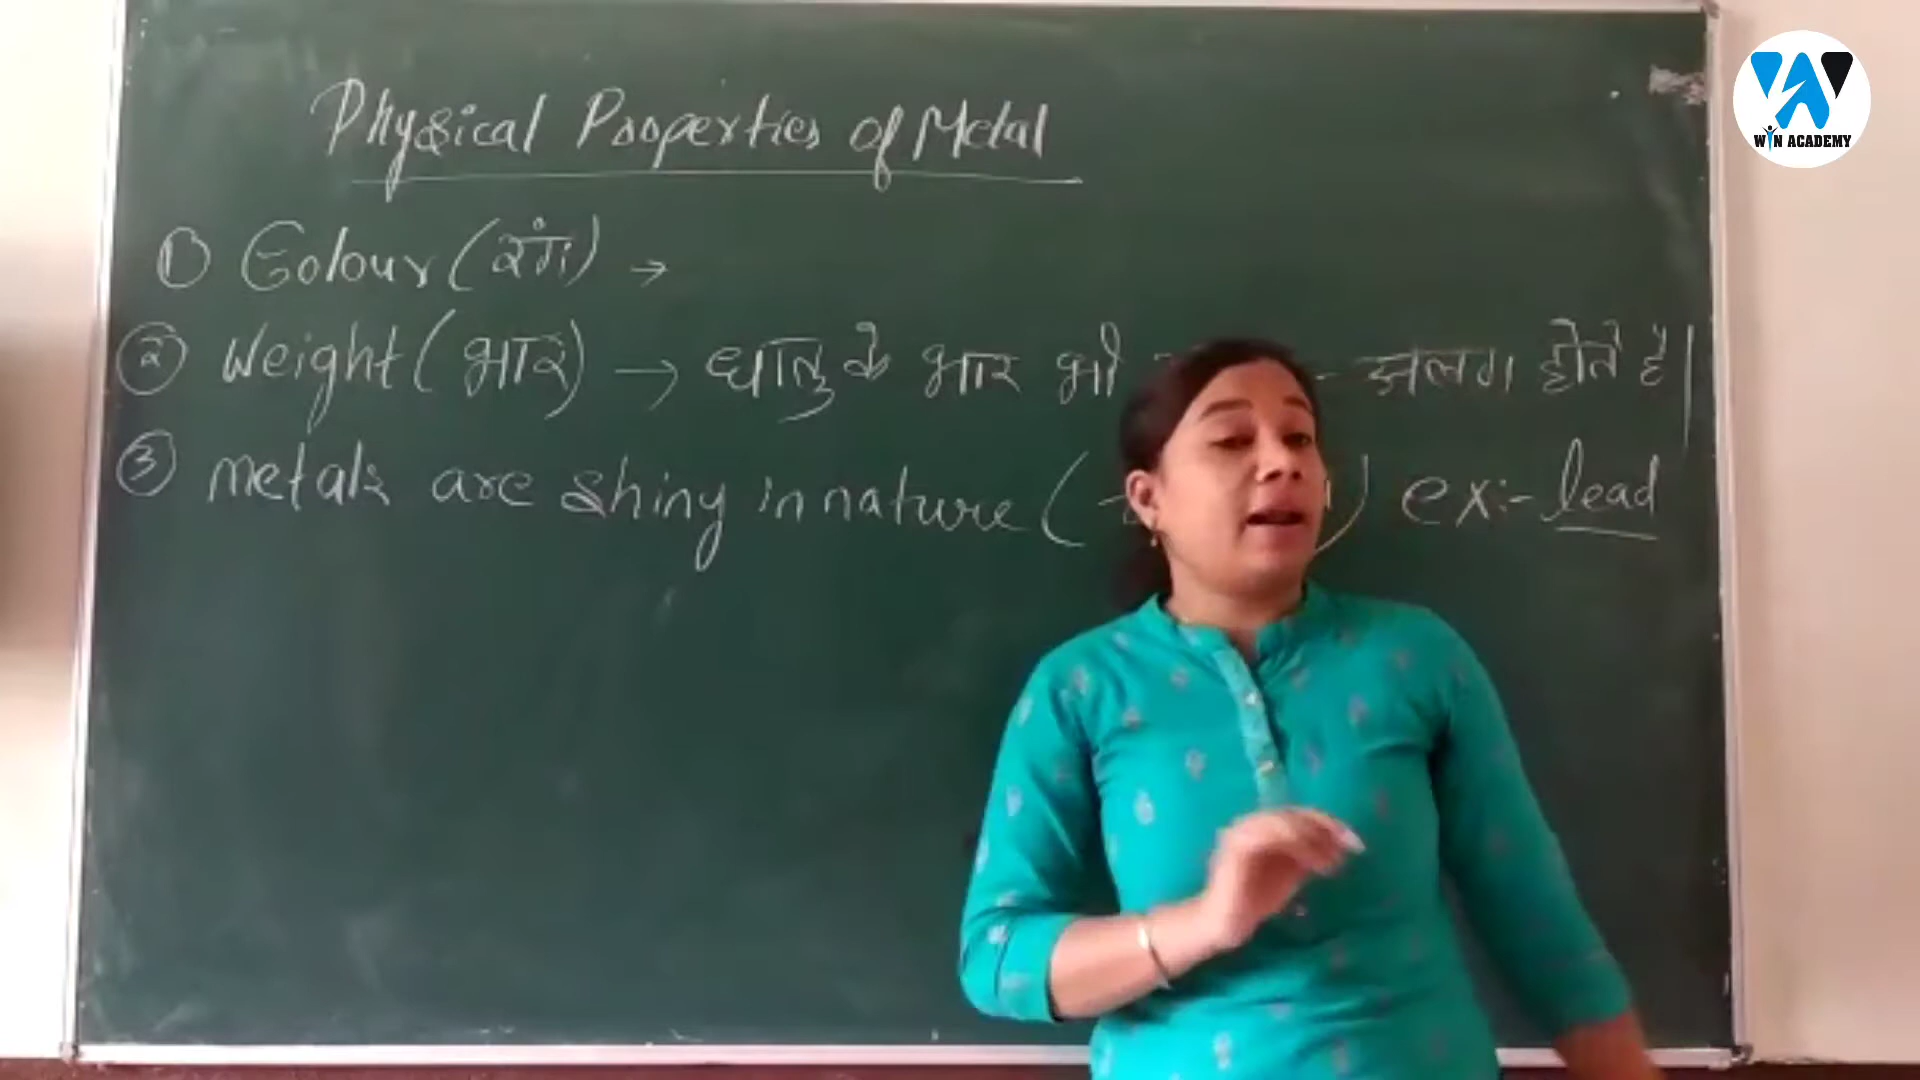 Physical Properties of Metal
① Colour (रंग) →
② Weight (भार) → धातु के भार भी - अलग होते है|
③ metals are shiny in nature ( ) ex:- lead
WIN ACADEMY